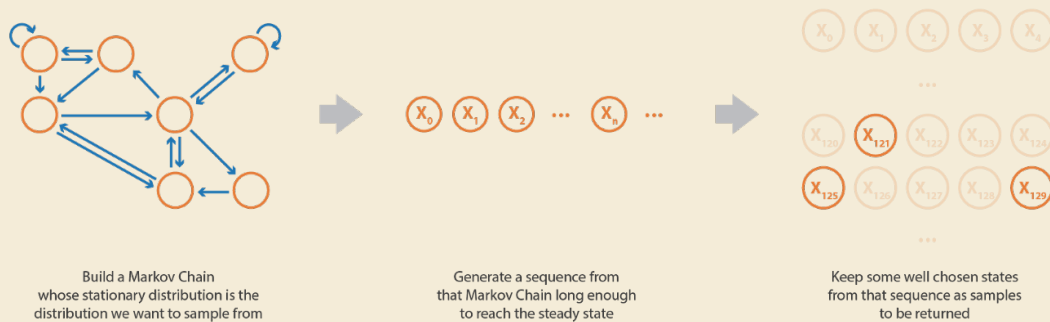 X0 X1 X2 X3 X4
...
X0 X1 X2 ... Xn ...
X120 X121 X122 X123 X124
X125 X126 X127 X128 X129
...
Build a Markov Chain
whose stationary distribution is the
distribution we want to sample from
Generate a sequence from
that Markov Chain long enough
to reach the steady state
Keep some well chosen states
from that sequence as samples
to be returned